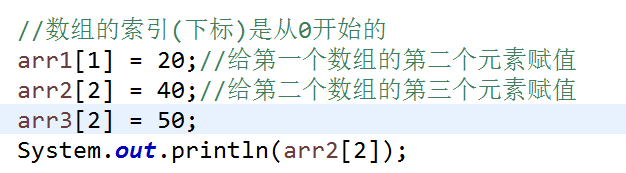 //数组的索引(下标)是从0开始的
arr1[1] = 20;//给第一个数组的第二个元素赋值
arr2[2] = 40;//给第二个数组的第三个元素赋值
arr3[2] = 50;
System.out.println(arr2[2]);